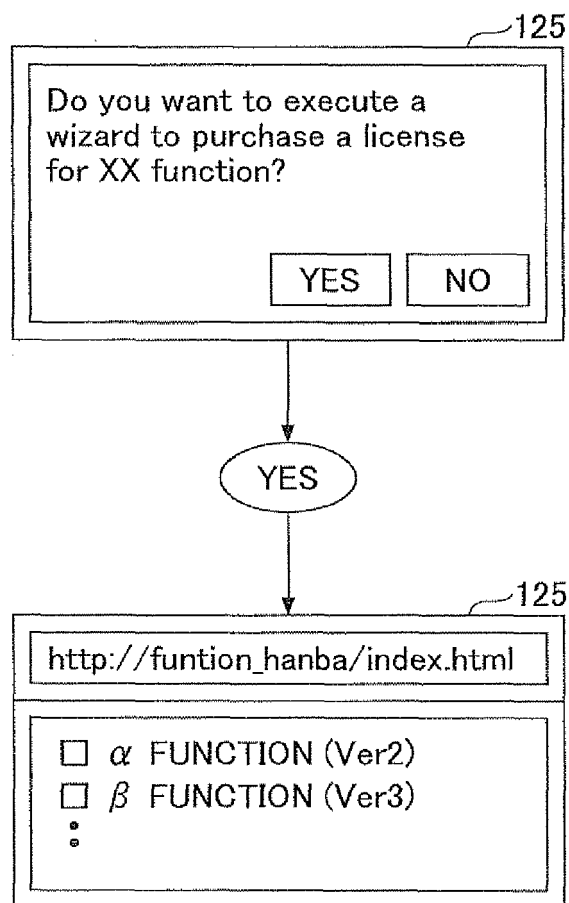 125
Do you want to execute a
wizard to purchase a license
for XX function?
YES NO
YES
125
http://funtion_hanba/index.html
□ α FUNCTION (Ver2)
□ β FUNCTION (Ver3)